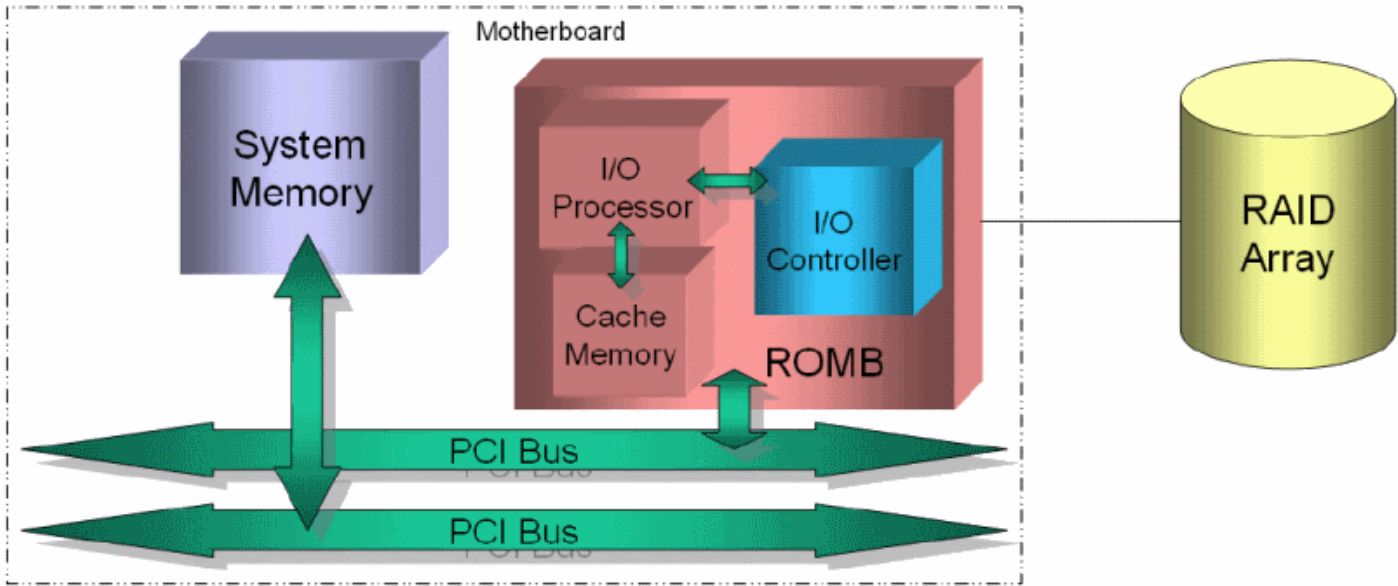 Motherboard
System
Memory
I/O
Processor
I/O
Controller
Cache
Memory
ROMB
RAID
Array
PCI Bus
PCI Bus